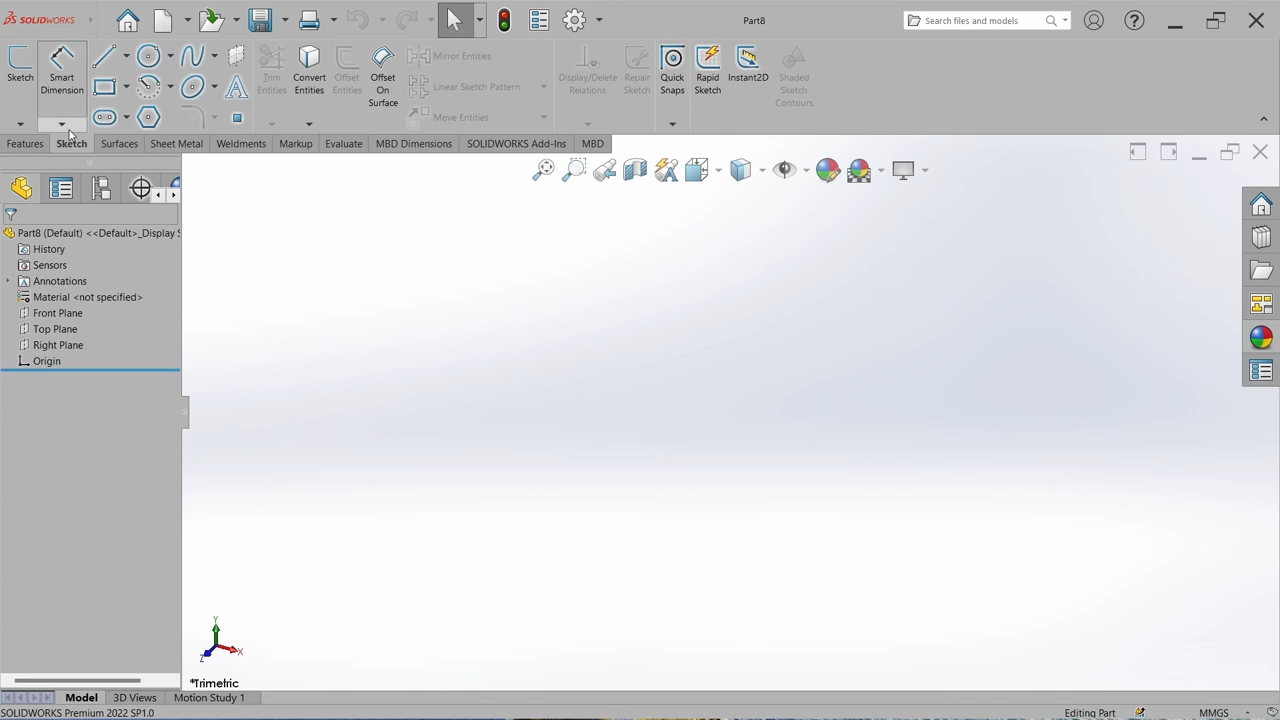 SOLIDWORKS
Part8
Search files and models
Sketch
Smart Dimension
Trim Entities
Convert Entities
Offset Entities
Offset On Surface
Mirror Entities
Linear Sketch Pattern
Move Entities
Display/Delete Relations
Repair Sketch
Quick Snaps
Rapid Sketch
Instant2D
Shaded Sketch Contours
Features
Sketch
Surfaces
Sheet Metal
Weldments
Markup
Evaluate
MBD Dimensions
SOLIDWORKS Add-Ins
MBD
Part8 (Default) <<Default>_Display S
History
Sensors
Annotations
Material <not specified>
Front Plane
Top Plane
Right Plane
Origin
Y
X
Z
*Trimetric
Model
3D Views
Motion Study 1
SOLIDWORKS Premium 2022 SP1.0
Editing Part
MMGS